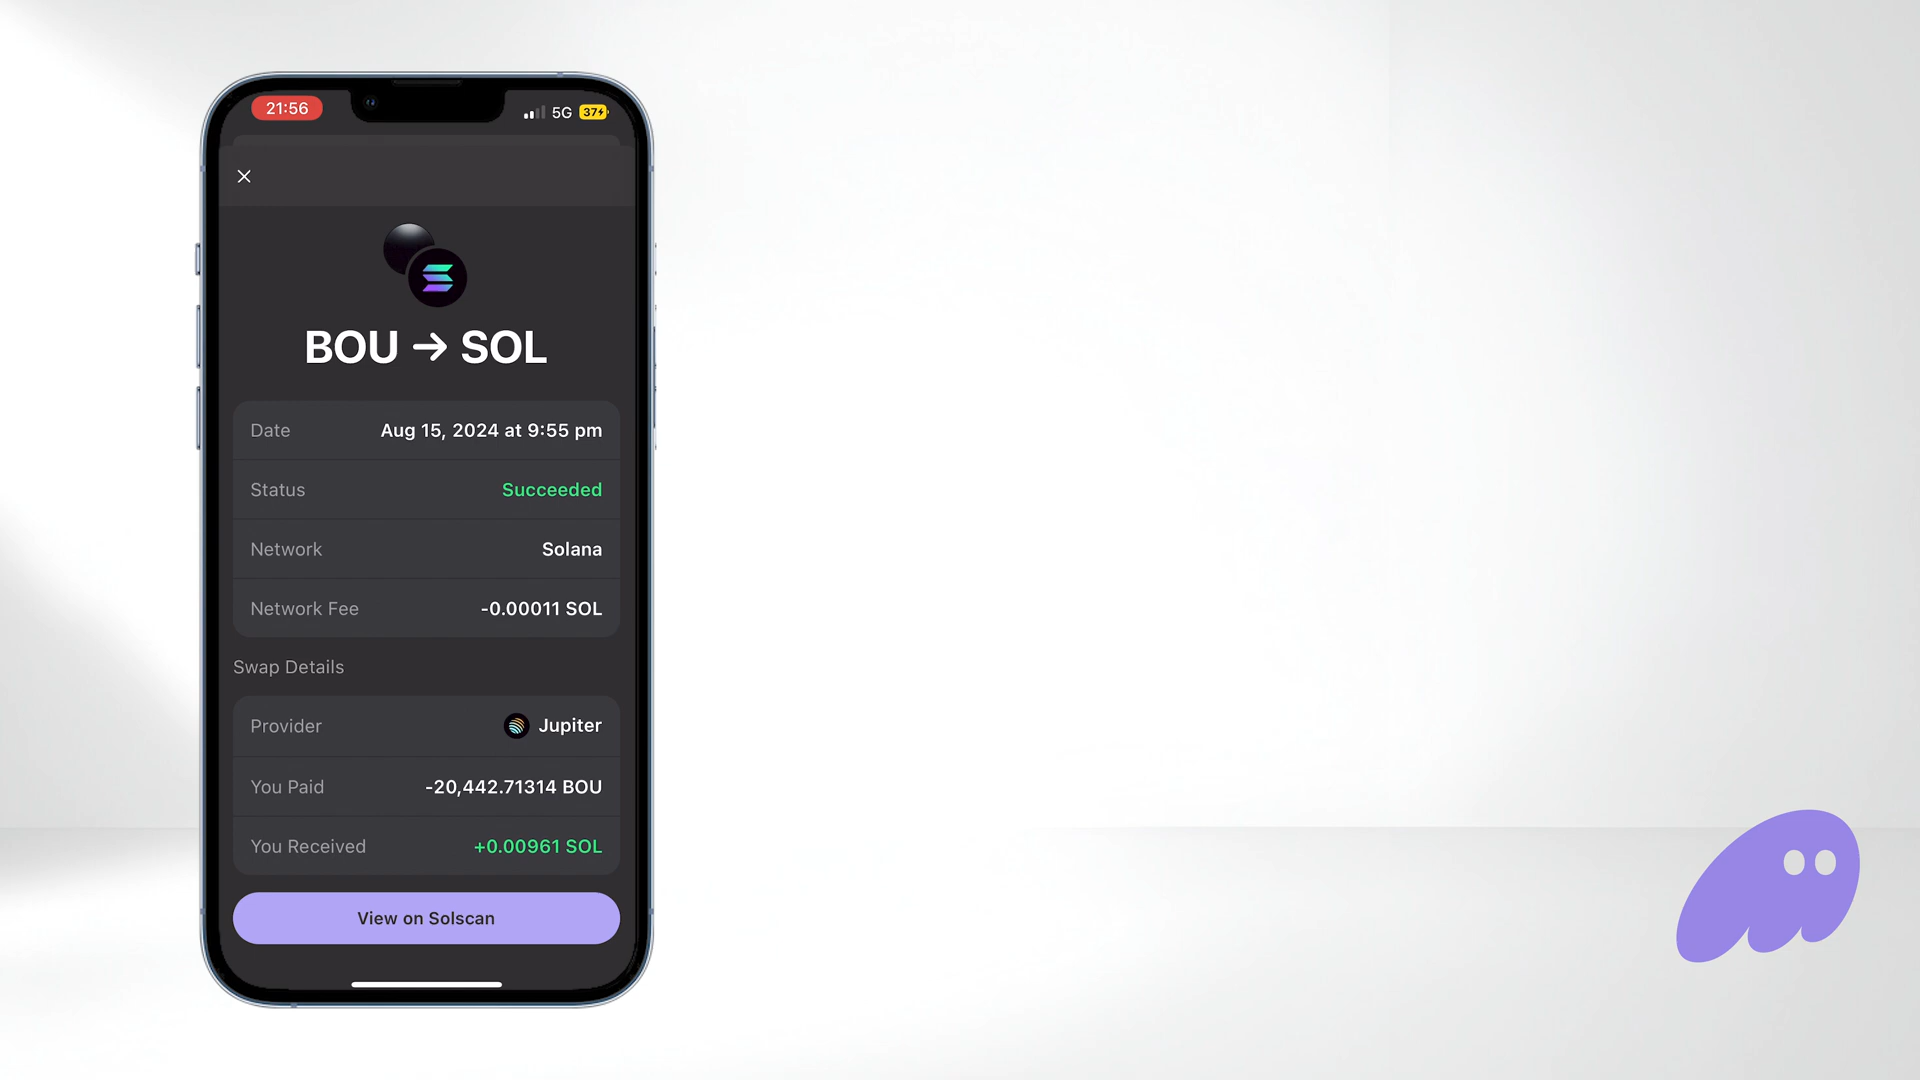 21:56
5G 37
BOU → SOL
Date Aug 15, 2024 at 9:55 pm
Status Succeeded
Network Solana
Network Fee -0.00011 SOL
Swap Details
Provider Jupiter
You Paid -20,442.71314 BOU
You Received +0.00961 SOL
View on Solscan